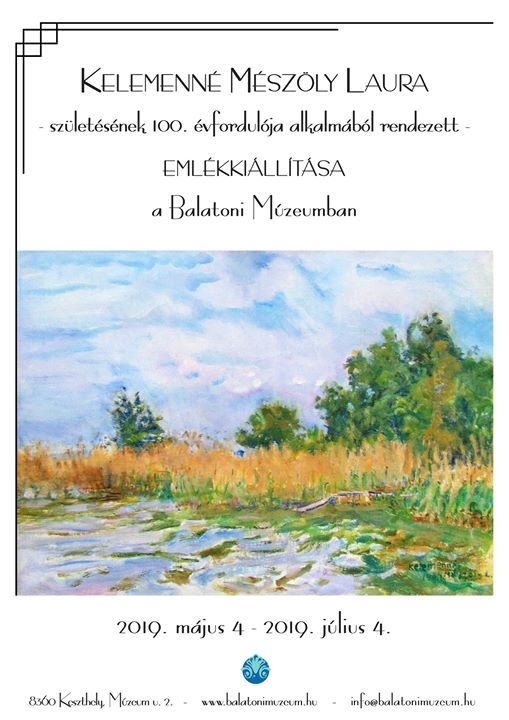 Kelemenné Mészöly Laura
- születésének 100. évfordulója alkalmából rendezett -
EMLÉKKIÁLLÍTÁSA
a Balatoni Múzeumban
Kelemenné
2019. május 4 - 2019. július 4.
8360 Keszthely, Múzeum u. 2. - www.balatonimuzeum.hu - info@balatonimuzeum.hu